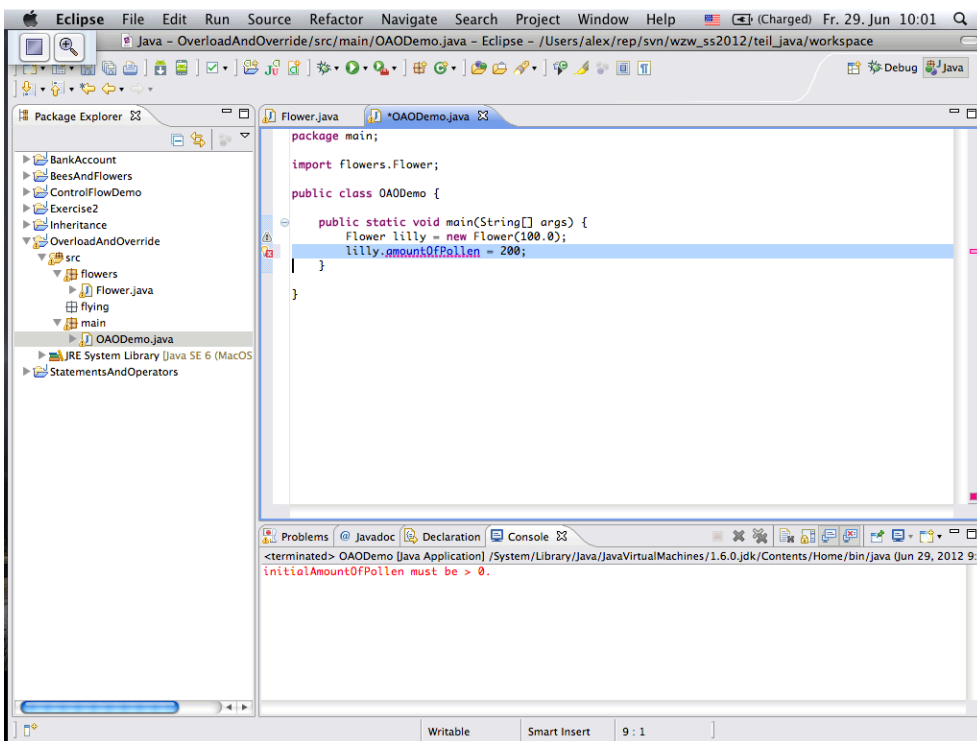 Eclipse File Edit Run Source Refactor Navigate Search Project Window Help (Charged) Fr. 29. Jun 10:01
Java – OverloadAndOverride/src/main/OAODemo.java – Eclipse – /Users/alex/rep/svn/wzw_ss2012/teil_java/workspace
Debug Java
Package Explorer
Flower.java *OAODemo.java
BankAccount
BeesAndFlowers
ControlFlowDemo
Exercise2
Inheritance
OverloadAndOverride
src
flowers
Flower.java
flying
main
OAODemo.java
JRE System Library [Java SE 6 (MacOS
StatementsAndOperators
package main;
import flowers.Flower;
public class OAODemo {
public static void main(String[] args) {
Flower lilly = new Flower(100.0);
lilly.amountOfPollen = 200;
}
}
Problems @ Javadoc Declaration Console
<terminated> OAODemo [Java Application] /System/Library/Java/JavaVirtualMachines/1.6.0.jdk/Contents/Home/bin/java (Jun 29, 2012 9:
initialAmountOfPollen must be > 0.
Writable Smart Insert 9 : 1